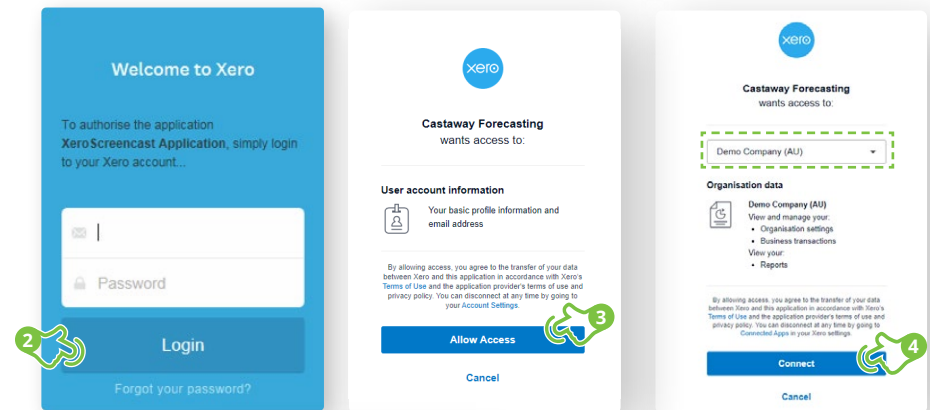 Welcome to Xero
To authorise the application
XeroScreencast Application, simply login
to your Xero account...
Password
2
Login
Forgot your password?
xero
Castaway Forecasting
wants access to:
User account information
Your basic profile information and
email address
By allowing access, you agree to the transfer of your data
between Xero and this application in accordance with Xero's
Terms of Use and the application provider's terms of use and
privacy policy. You can disconnect at any time by going to
your Account Settings.
3
Allow Access
Cancel
xero
Castaway Forecasting
wants access to:
Demo Company (AU)
Organisation data
Demo Company (AU)
View and manage your:
• Organisation settings
• Business transactions
View your:
• Reports
By allowing access, you agree to the transfer of your data
between Xero and this application in accordance with Xero's
Terms of Use and the application provider's terms of use and
privacy policy. You can disconnect at any time by going to
Connected Apps in your Xero settings.
4
Connect
Cancel